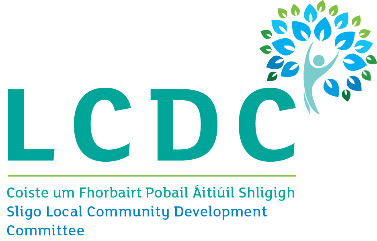 LCDC
Coiste um Fhorbairt Pobail Áitiúil Shligigh
Sligo Local Community Development
Committee